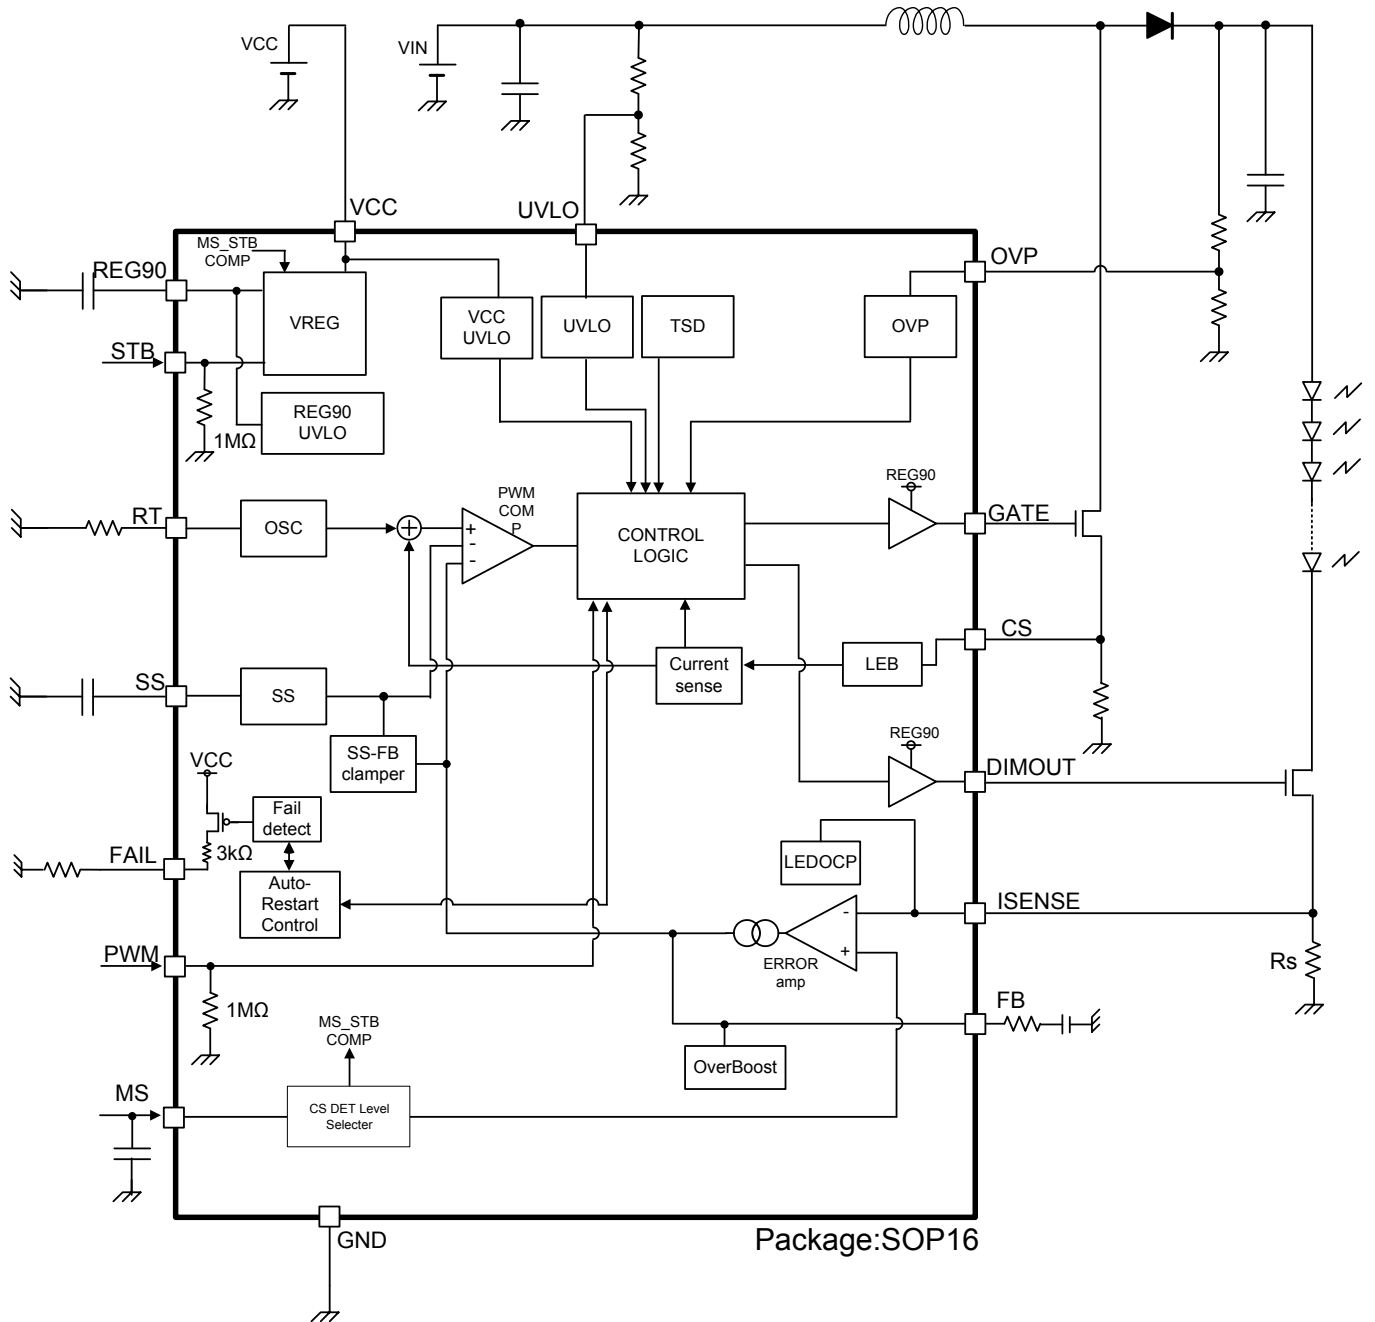 VCC
VIN
VCC
UVLO
MS_STB
COMP
REG90
OVP
VREG
VCC
UVLO
UVLO
TSD
OVP
STB
REG90
UVLO
1MΩ
REG90
PWM
COM
P
RT
OSC
+
-
-
CONTROL
LOGIC
GATE
CS
SS
SS
Current
sense
LEB
REG90
SS-FB
clamper
DIMOUT
VCC
Fail
detect
3kΩ
FAIL
LEDOCP
Auto-
Restart
Control
ISENSE
-
+
PWM
ERROR
amp
Rs
1MΩ
FB
MS_STB
COMP
OverBoost
MS
CS DET Level
Selecter
GND
Package:SOP16